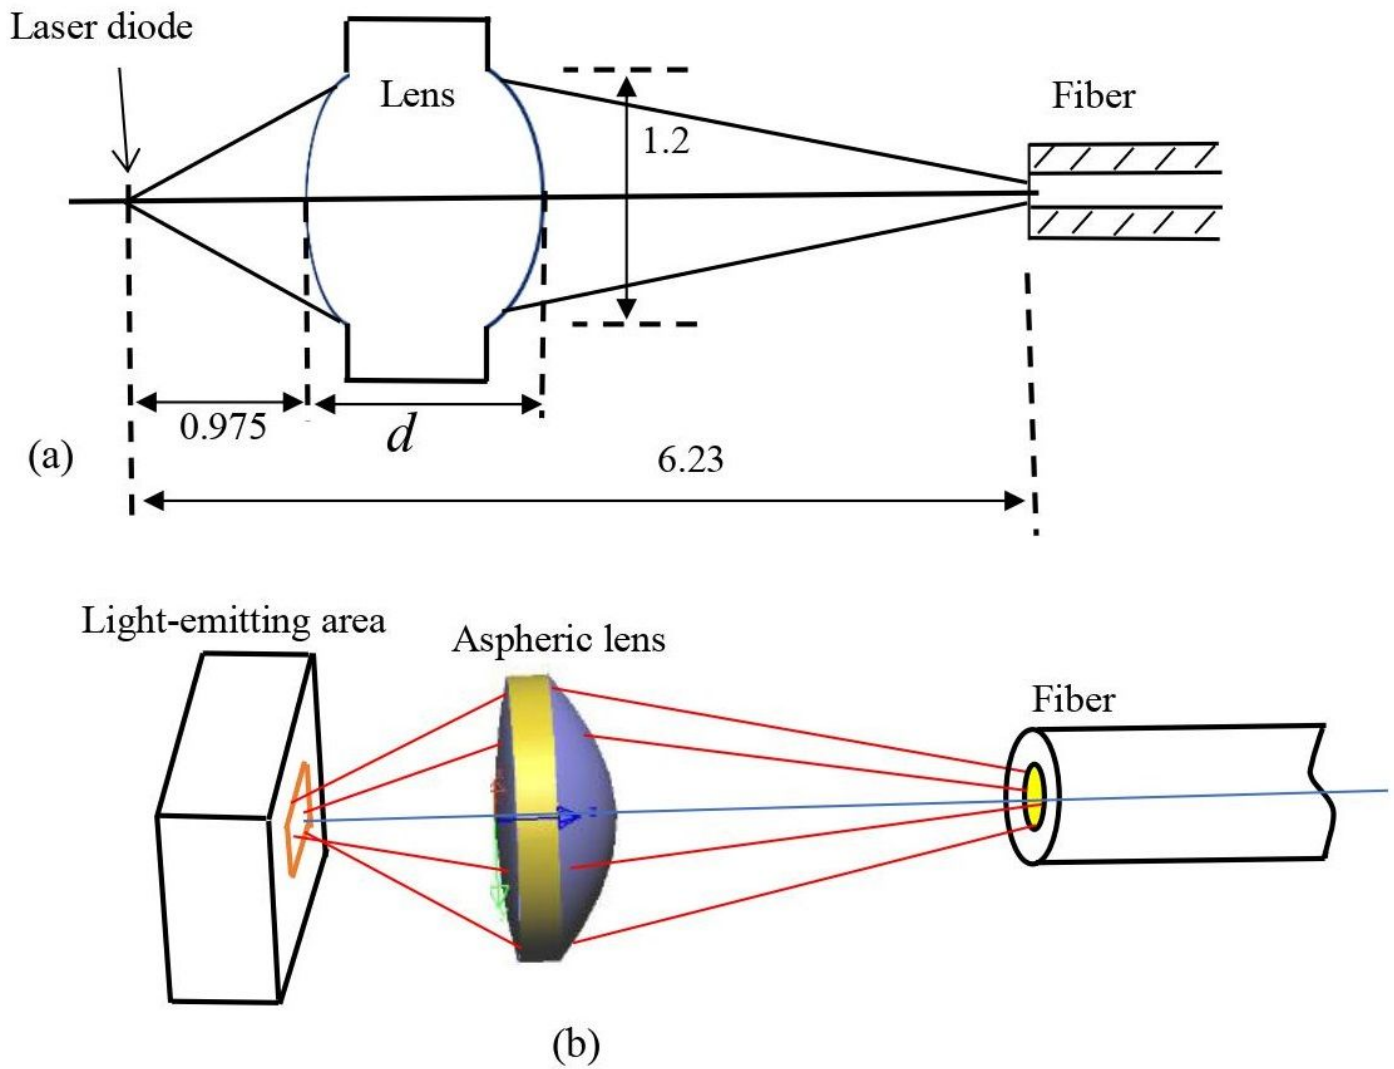 Laser diode
Lens
Fiber
1.2
0.975
d
(a)
6.23
Light-emitting area
Aspheric lens
Fiber
(b)